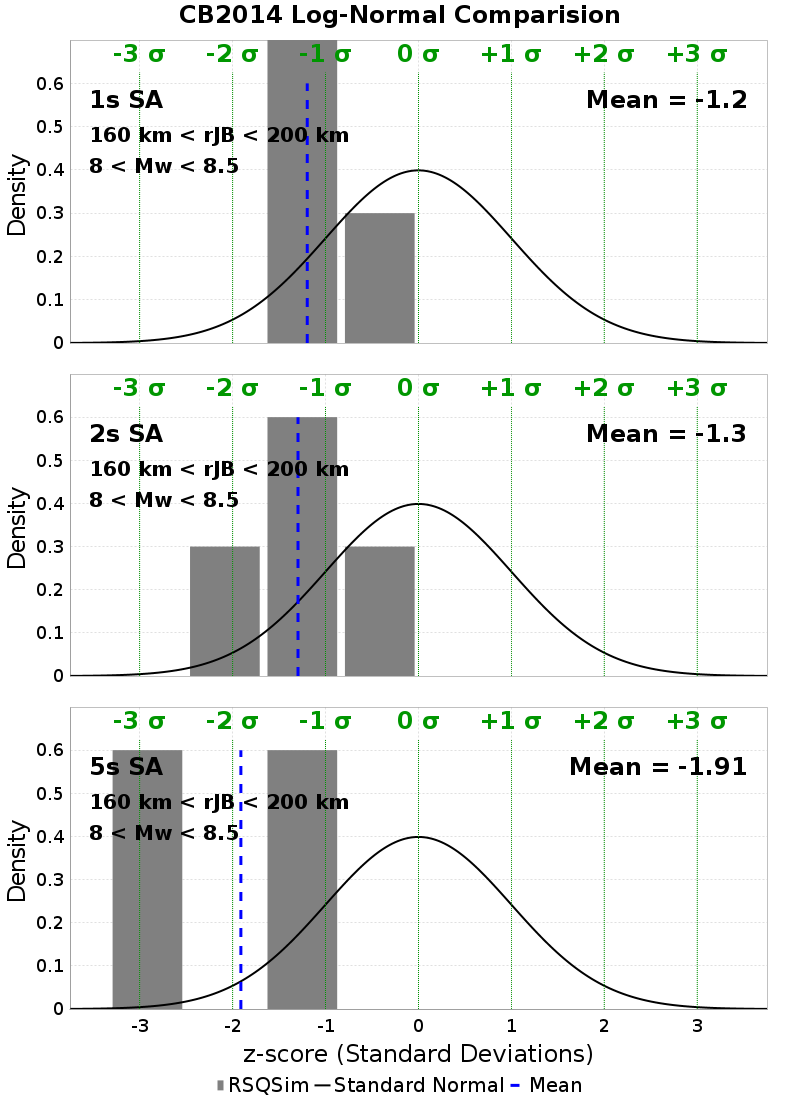 CB2014 Log-Normal Comparision
-3 σ -2 σ -1 σ 0 σ +1 σ +2 σ +3 σ
0.6
1s SA Mean = -1.2
0.5
160 km < rJB < 200 km
8 < Mw < 8.5
0.4
0.3
0.2
0.1
0
Density
-3 σ -2 σ -1 σ 0 σ +1 σ +2 σ +3 σ
0.6
2s SA Mean = -1.3
0.5
160 km < rJB < 200 km
8 < Mw < 8.5
0.4
0.3
0.2
0.1
0
Density
-3 σ -2 σ -1 σ 0 σ +1 σ +2 σ +3 σ
0.6
5s SA Mean = -1.91
0.5
160 km < rJB < 200 km
8 < Mw < 8.5
0.4
0.3
0.2
0.1
0
Density
-3 -2 -1 0 1 2 3
z-score (Standard Deviations)
RSQSim Standard Normal Mean